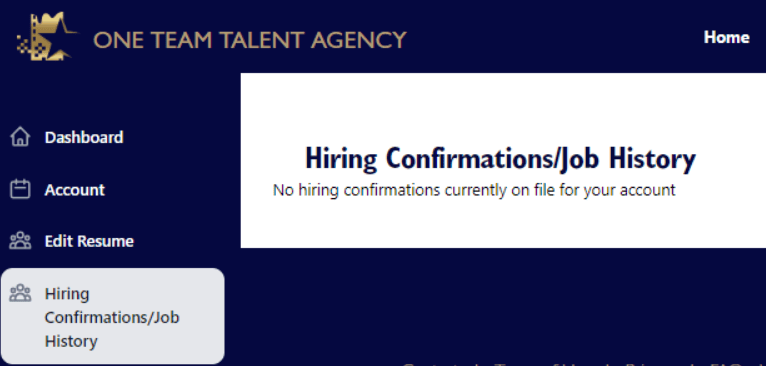 ONE TEAM TALENT AGENCY
Home
Dashboard
Account
Edit Resume
Hiring
Confirmations/Job
History
Hiring Confirmations/Job History
No hiring confirmations currently on file for your account